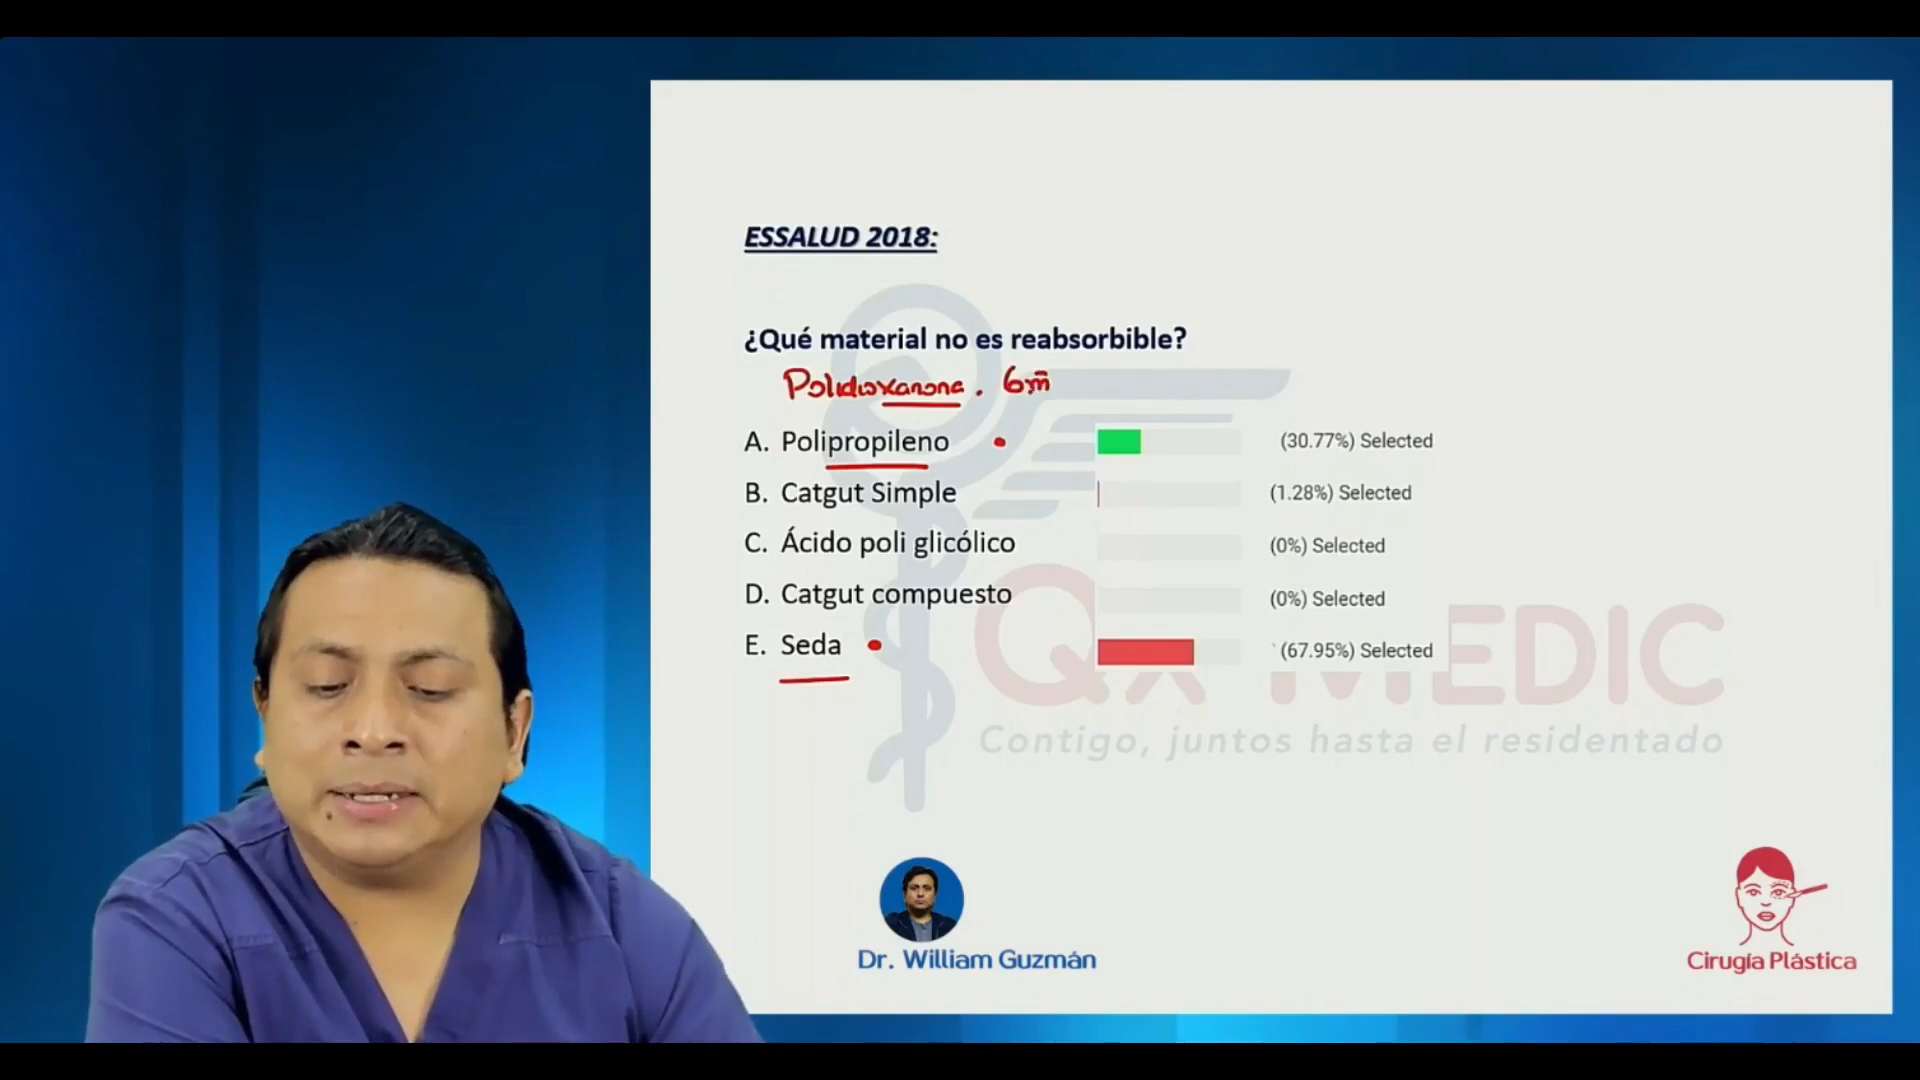 ESSALUD 2018:
¿Qué material no es reabsorbible?
Polidioxanona. 6m
A. Polipropileno (30.77%) Selected
B. Catgut Simple (1.28%) Selected
C. Ácido poli glicólico (0%) Selected
D. Catgut compuesto (0%) Selected
E. Seda (67.95%) Selected
Qx MEDIC
Contigo, juntos hasta el residentado
Dr. William Guzmán
Cirugía Plástica